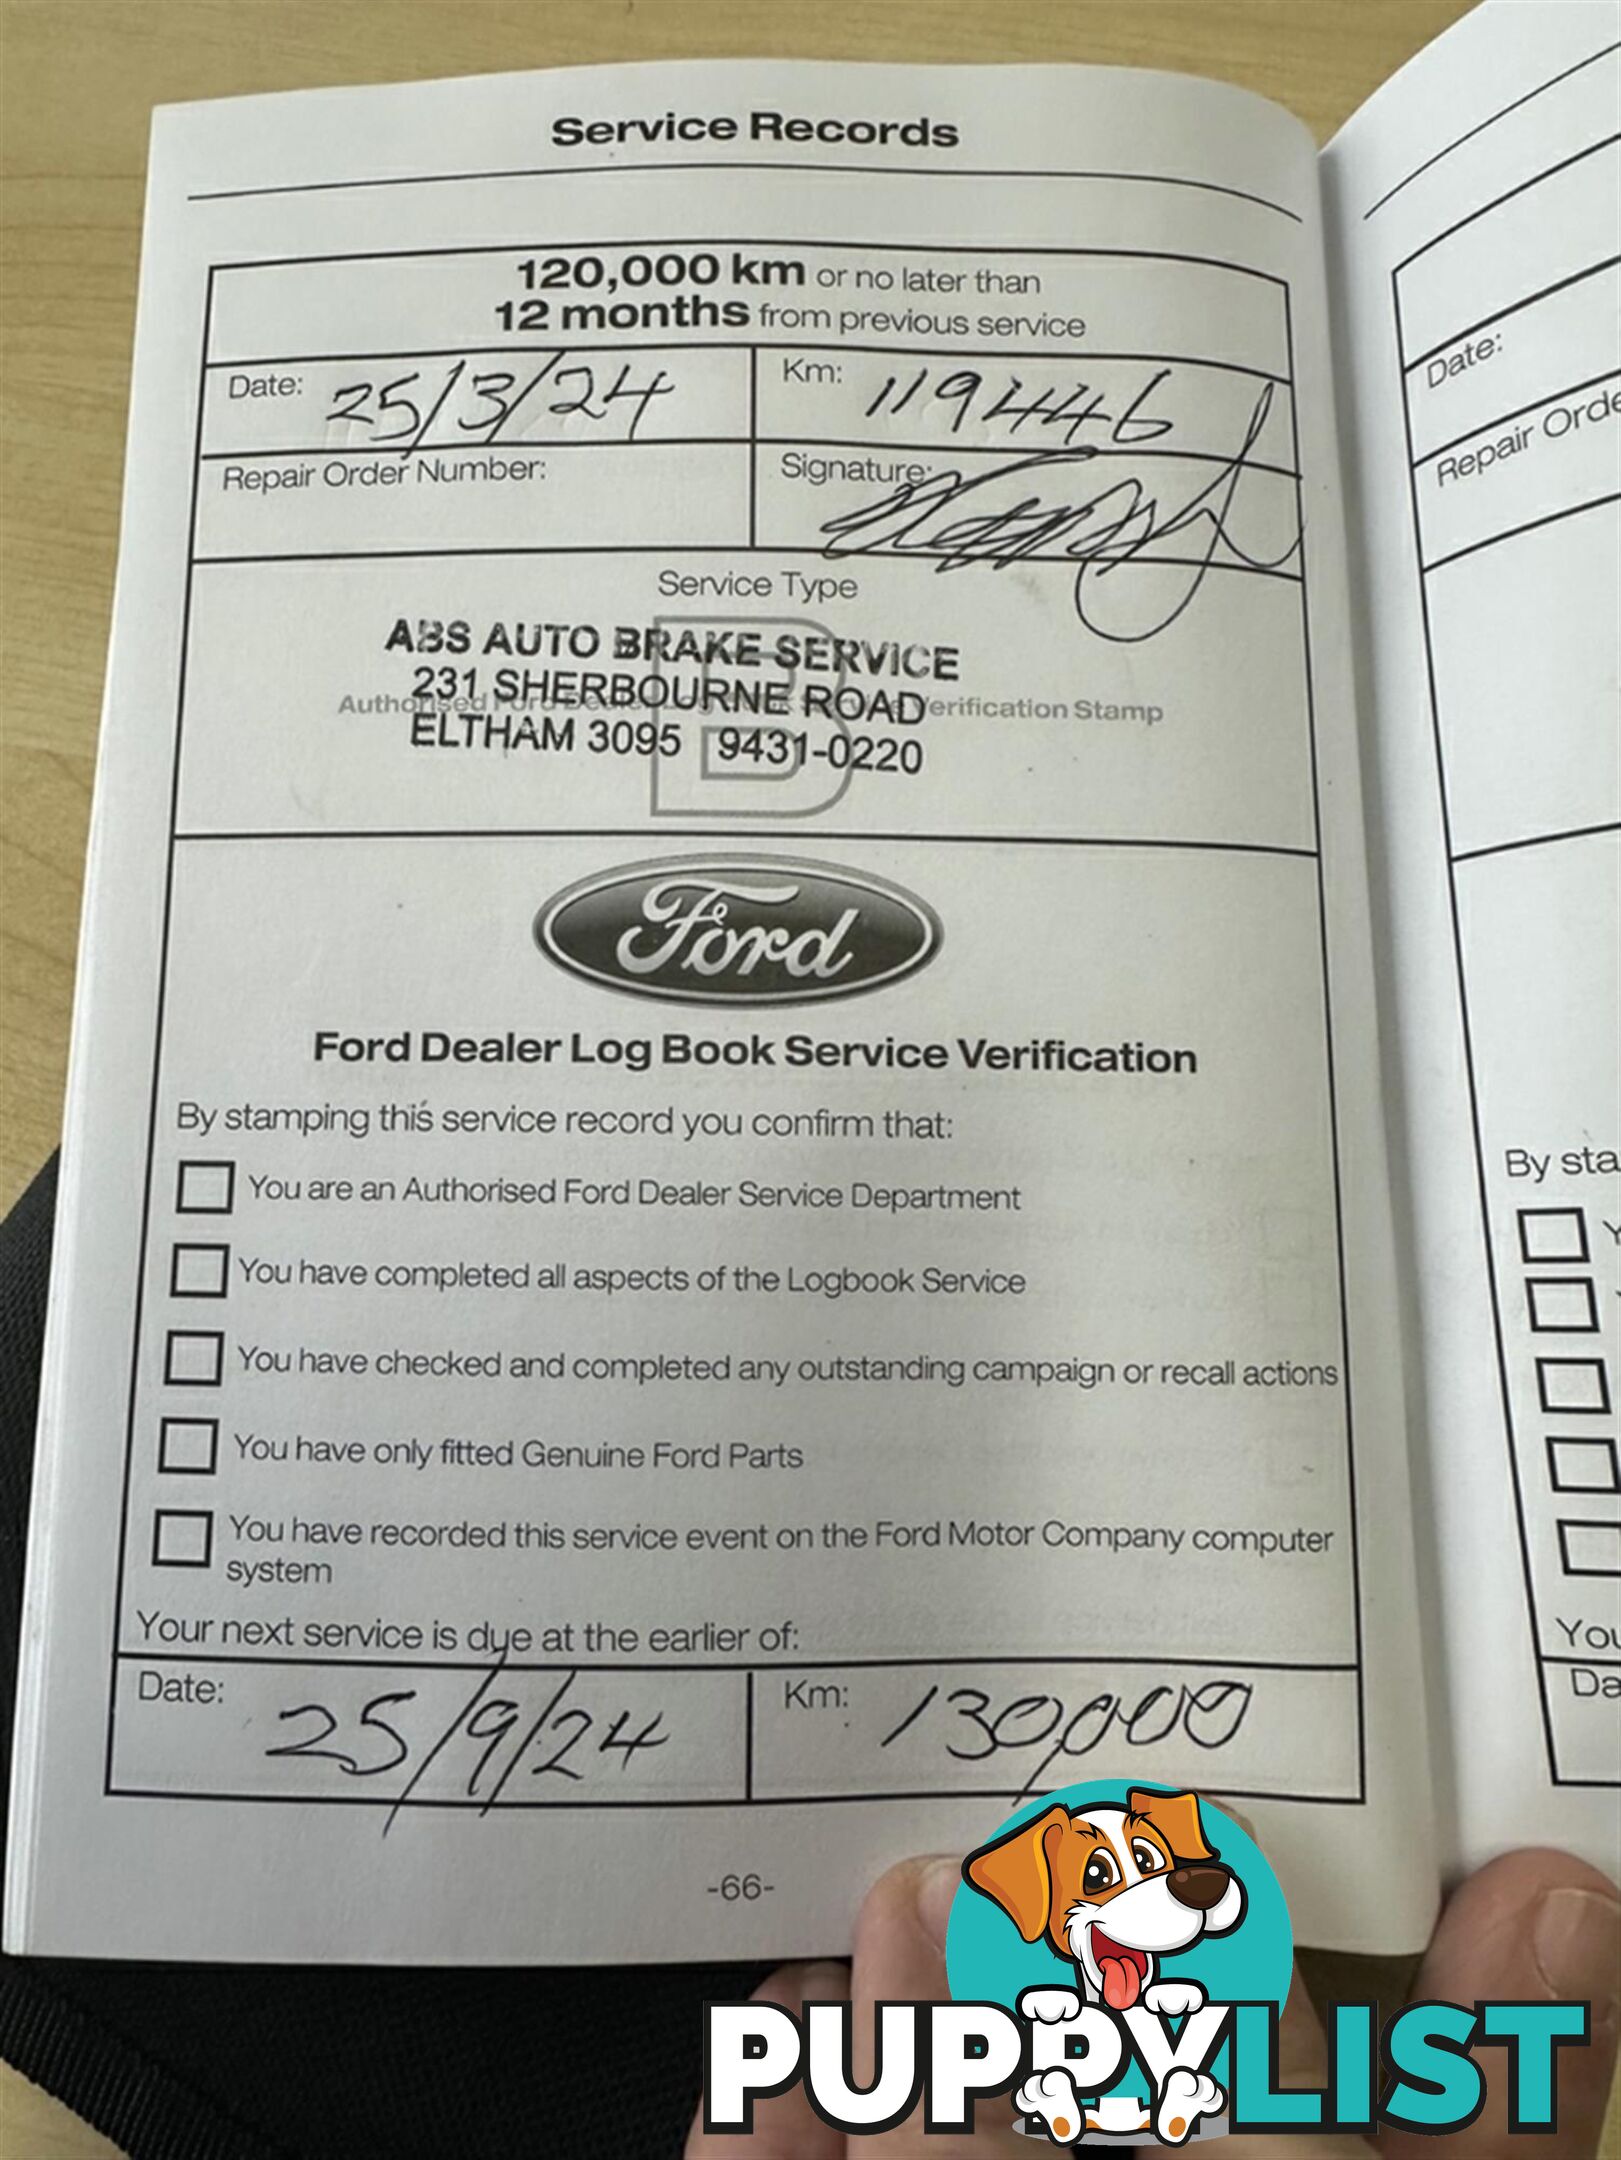 Service Records
120,000 km or no later than
12 months from previous service
Date: 25/3/24
Km: 119446
Repair Order Number:
Signature:
Service Type
B
ABS AUTO BRAKE SERVICE
231 SHERBOURNE ROAD
Authorised Ford Dealer Log Book Service Verification Stamp
ELTHAM 3095 9431-0220
Ford
Ford Dealer Log Book Service Verification
By stamping this service record you confirm that:
You are an Authorised Ford Dealer Service Department
You have completed all aspects of the Logbook Service
You have checked and completed any outstanding campaign or recall actions
You have only fitted Genuine Ford Parts
You have recorded this service event on the Ford Motor Company computer
system
Your next service is due at the earlier of:
Date: 25/9/24
Km: 130,000
-66-
Date:
Repair Orde
By sta
Y
You
Da
PUPPYLIST